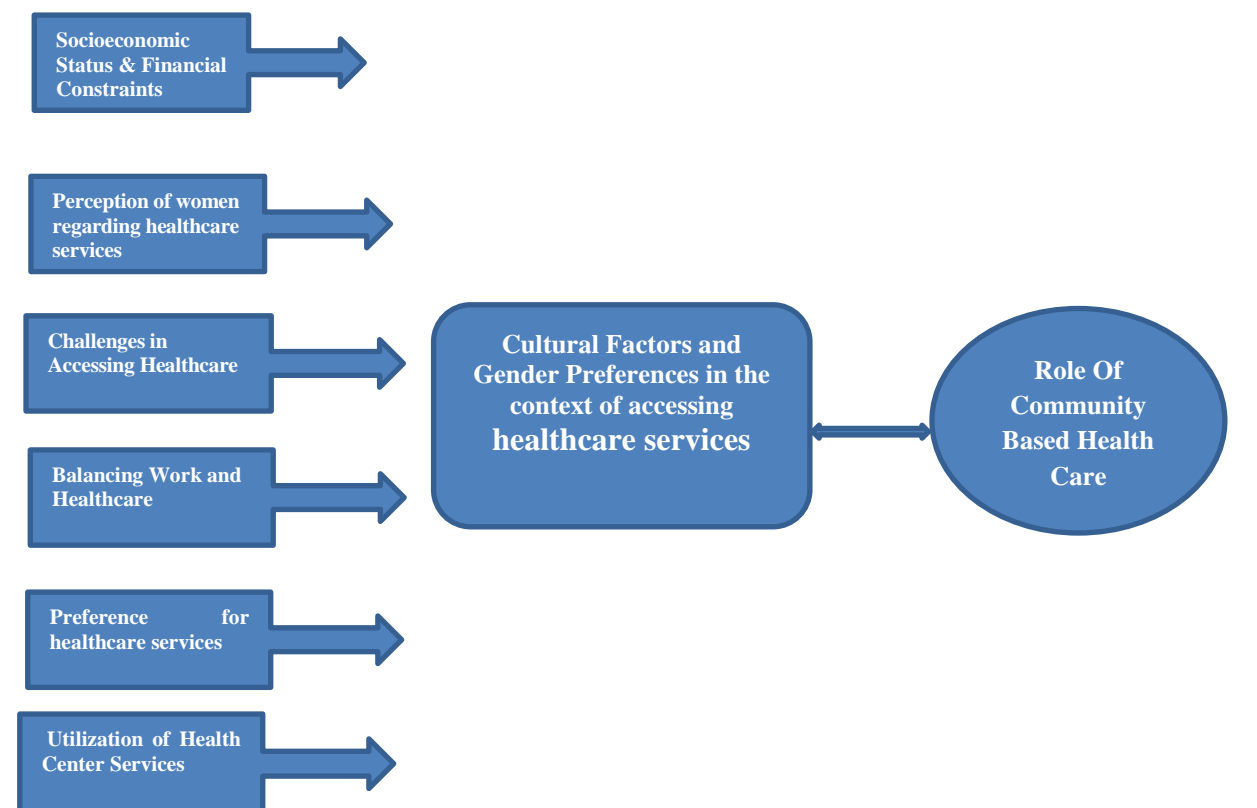 Socioeconomic
Status & Financial
Constraints
Perception of women
regarding healthcare
services
Challenges in
Accessing Healthcare
Balancing Work and
Healthcare
Preference for
healthcare services
Utilization of Health
Center Services
Cultural Factors and
Gender Preferences in the
context of accessing
healthcare services
Role Of
Community
Based Health
Care